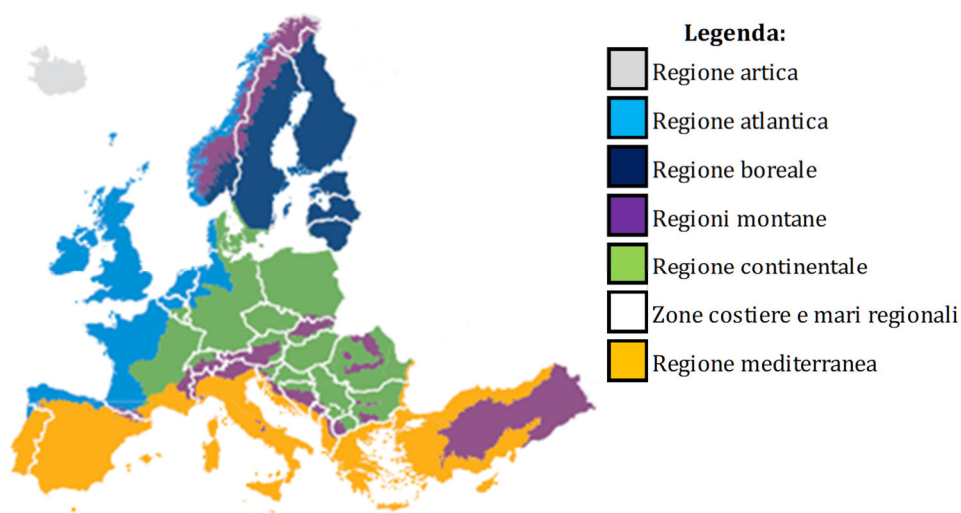 Legenda:
Regione artica
Regione atlantica
Regione boreale
Regioni montane
Regione continentale
Zone costiere e mari regionali
Regione mediterranea